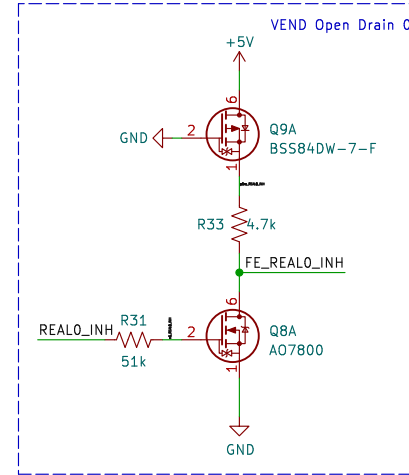 VEND Open Drain
+5V
6
GND
2
Q9A
BSS84DW-7-F
1
R33
4.7k
FE_REAL0_INH
REAL0_INH
R31
51k
6
2
Q8A
AO7800
1
GND